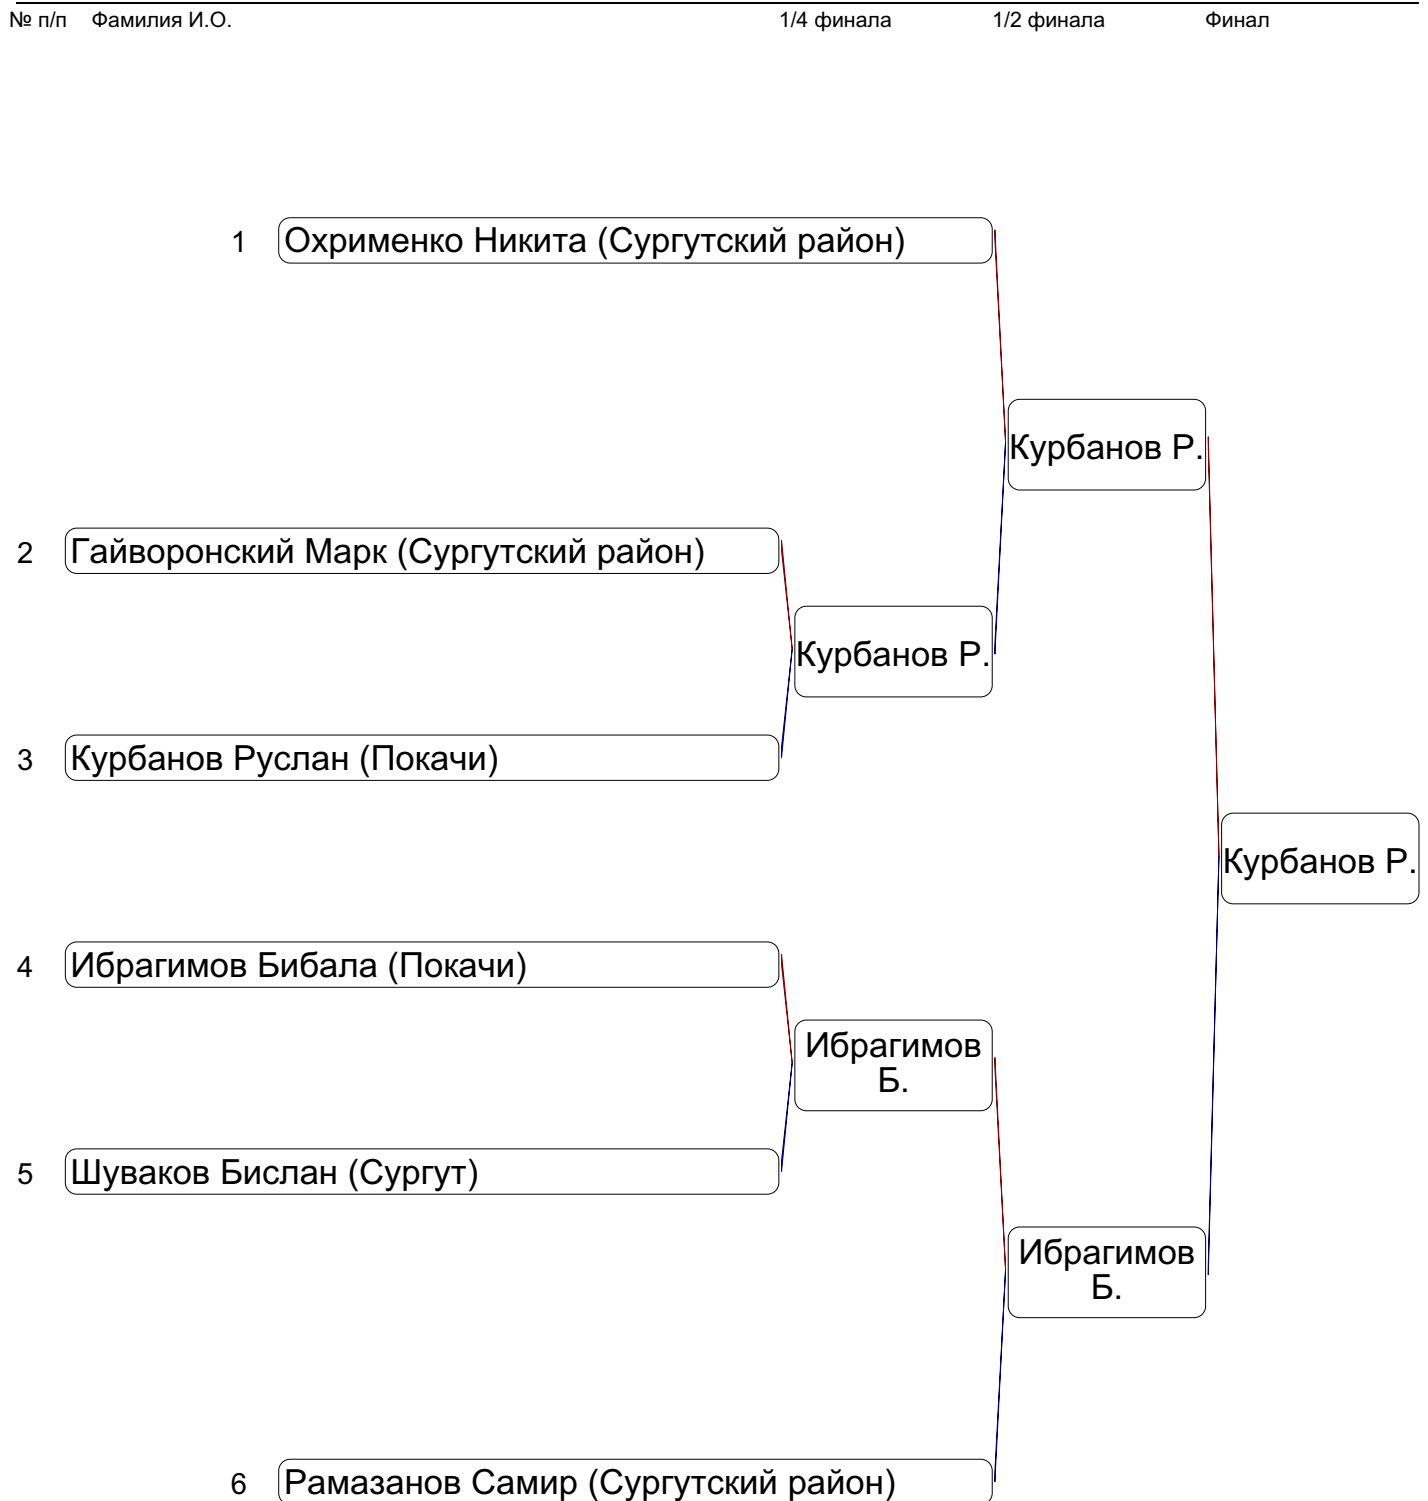 № п/п Фамилия И.О. 1/4 финала 1/2 финала Финал
1 Охрименко Никита (Сургутский район)
Курбанов Р.
2 Гайворонский Марк (Сургутский район)
Курбанов Р.
3 Курбанов Руслан (Покачи)
Курбанов Р.
4 Ибрагимов Бибала (Покачи)
Ибрагимов
Б.
5 Шуваков Бислан (Сургут)
Ибрагимов
Б.
6 Рамазанов Самир (Сургутский район)